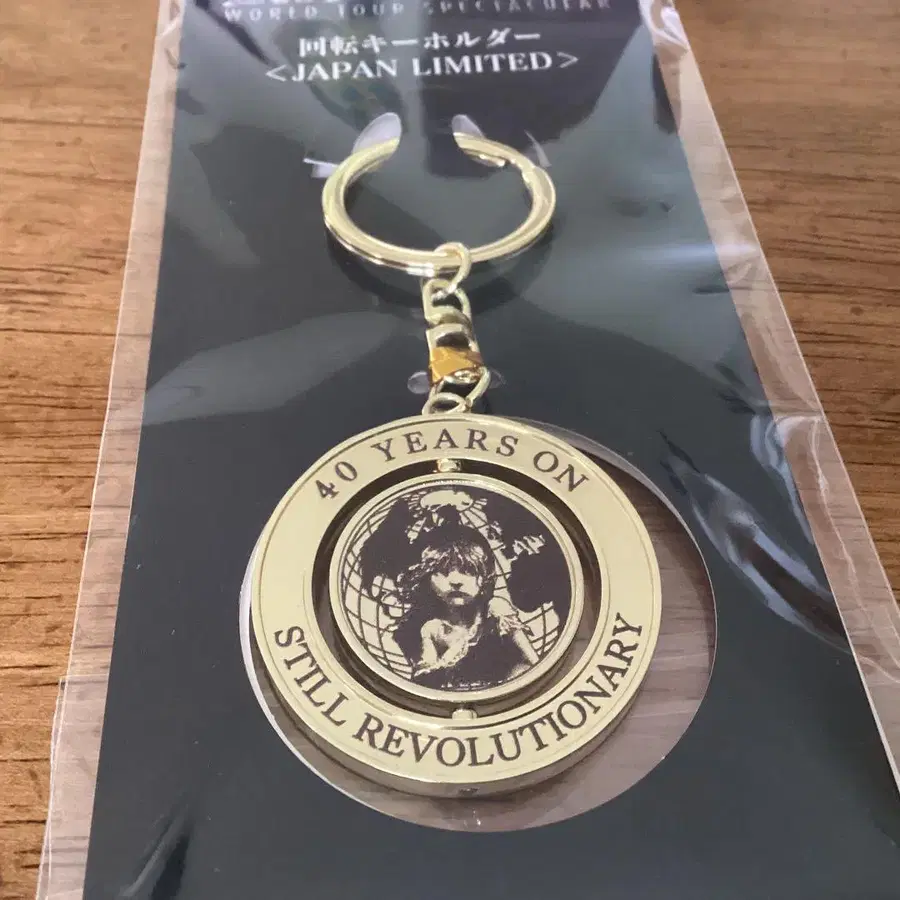 WORLD TOUR SPECTACULAR
回転キーホルダー
<JAPAN LIMITED>
40 YEARS ON
STILL REVOLUTIONARY